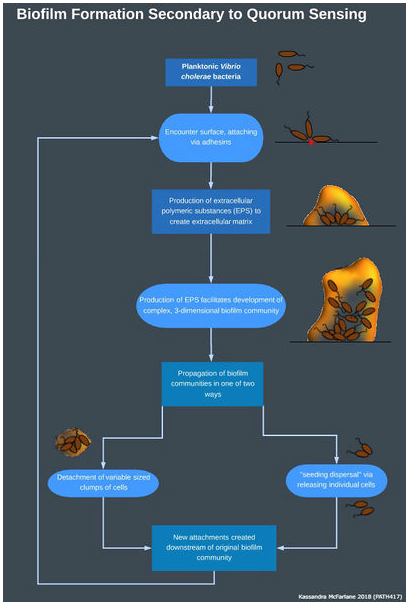 Biofilm Formation Secondary to Quorum Sensing
Planktonic Vibrio
cholerae bacteria
Encounter surface, attaching
via adhesins
Production of extracellular
polymeric substances (EPS) to
create extracellular matrix
Production of EPS facilitates development of
complex, 3-dimensional biofilm community
Propagation of biofilm
communities in one of two
ways
Detachment of variable sized
clumps of cells
"seeding dispersal" via
releasing individual cells
New attachments created
downstream of original biofilm
community
Kassandra McFarlane 2018 (PATH417)